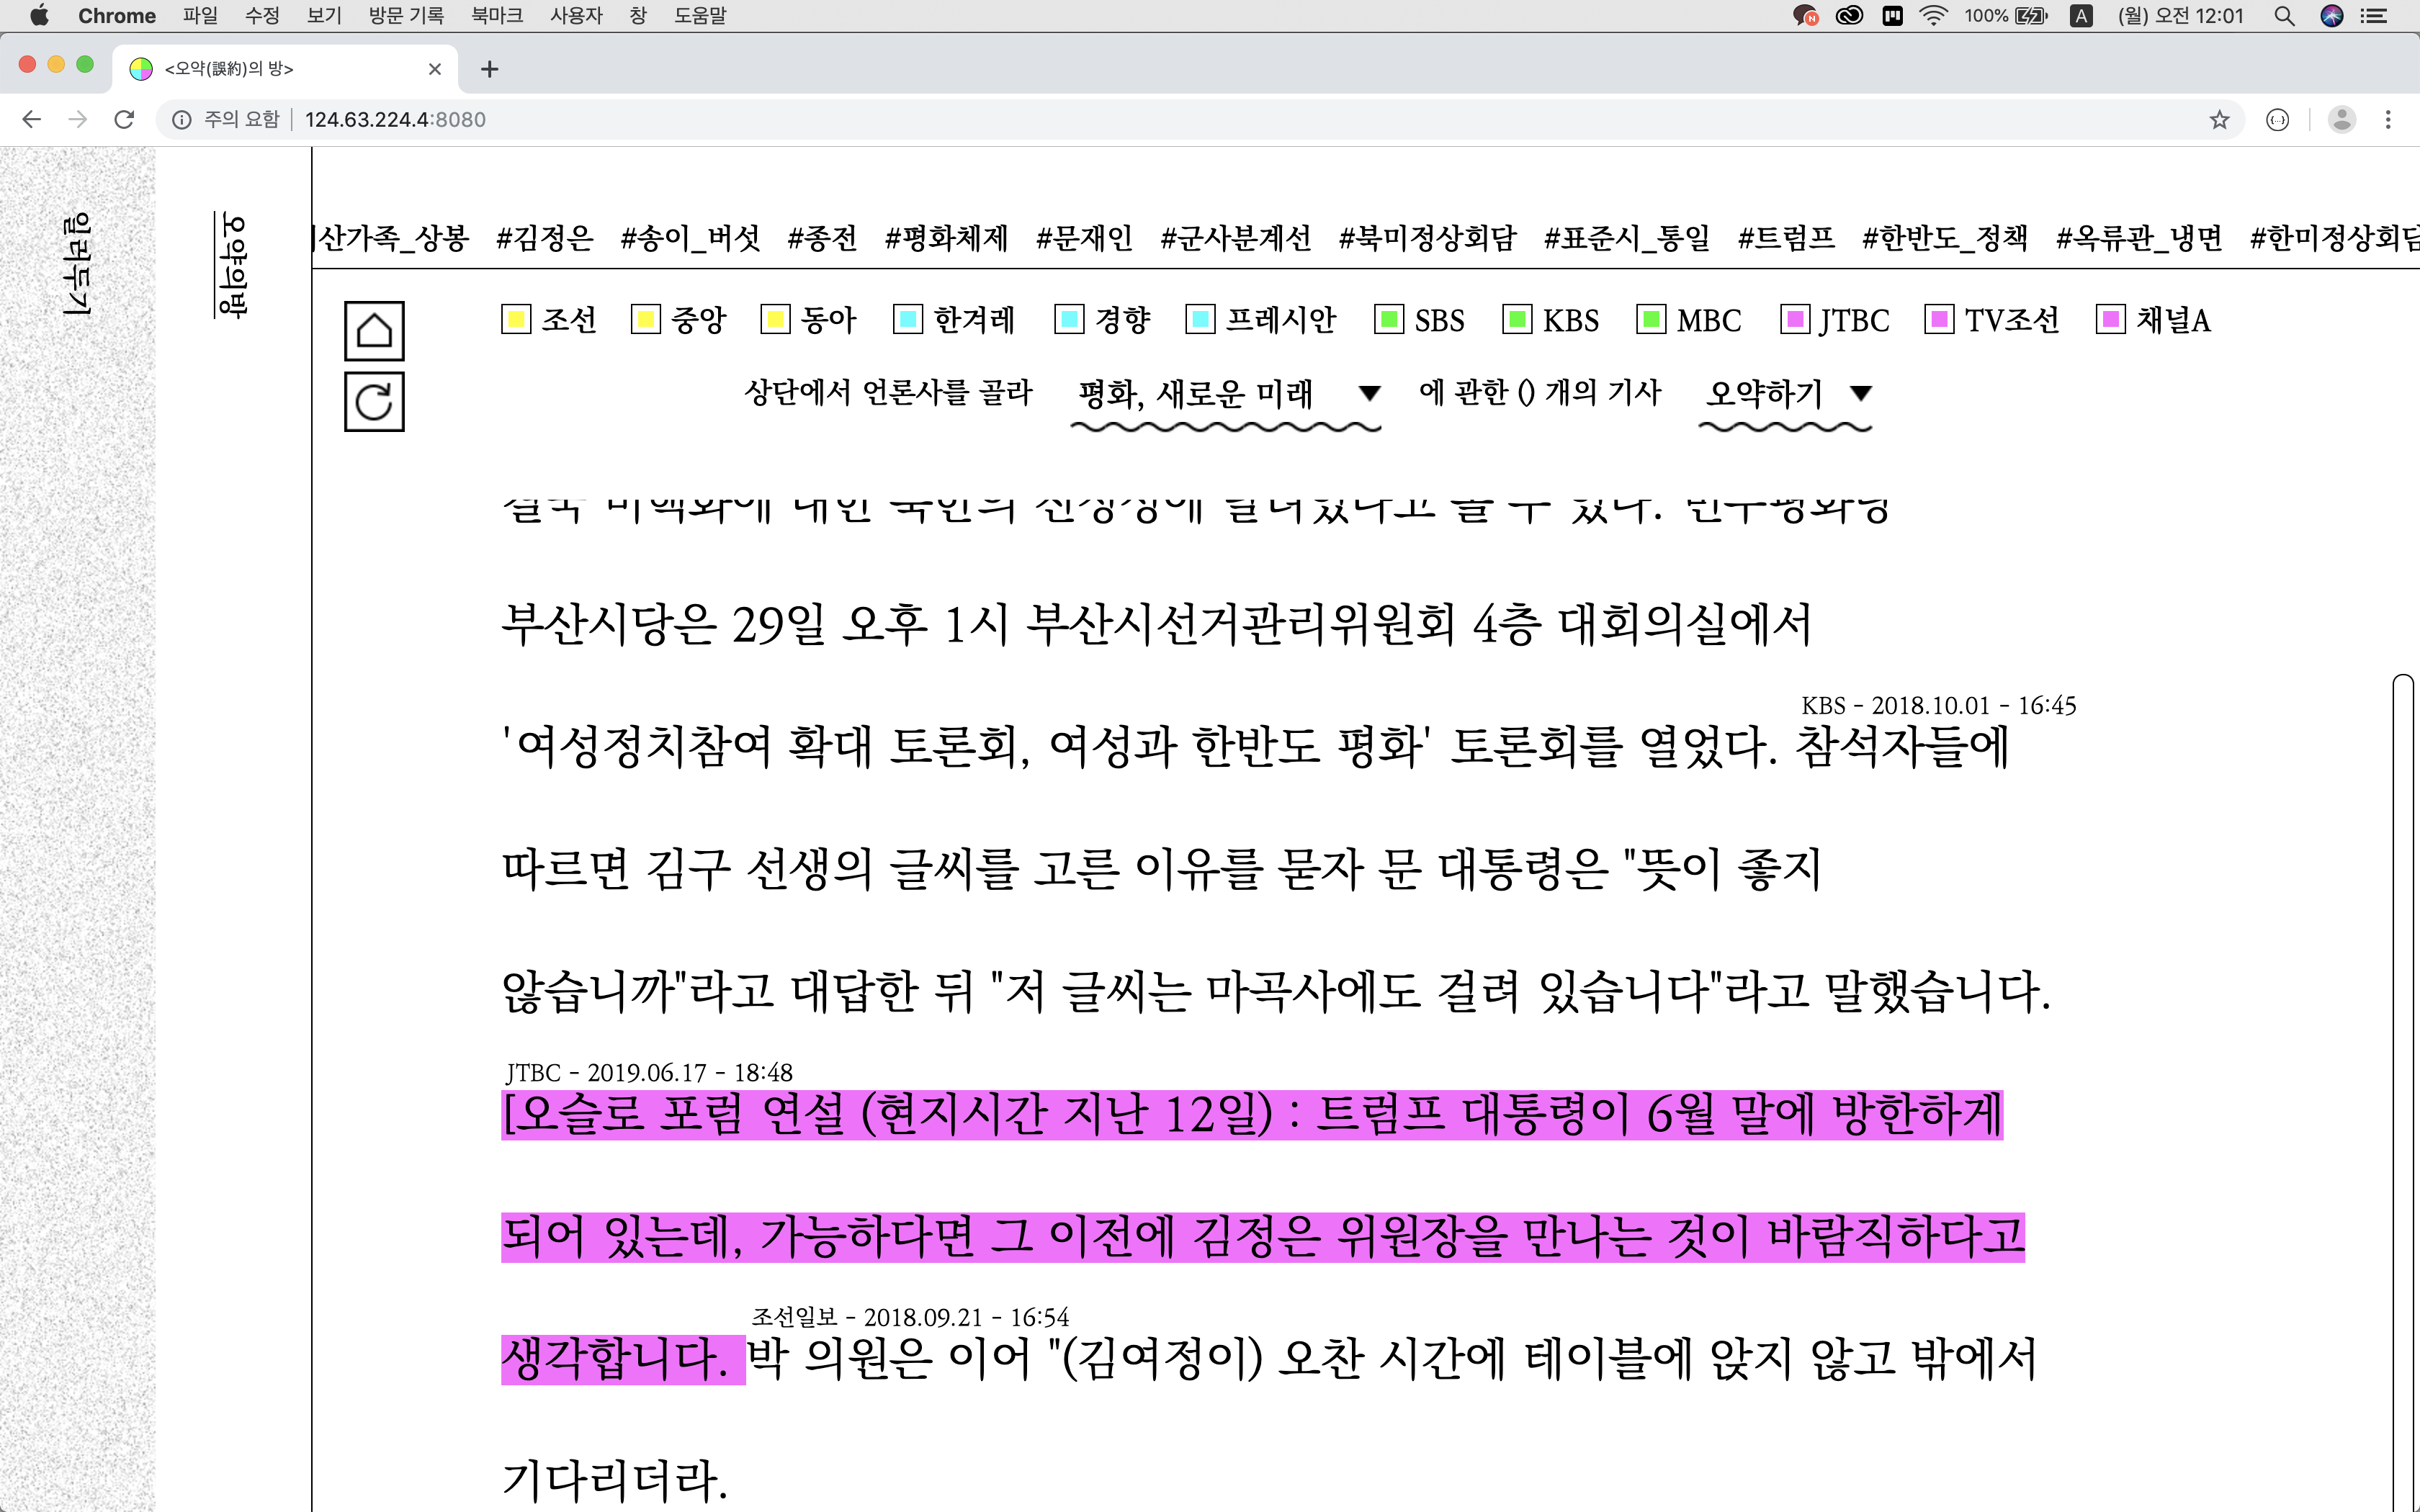 Chrome 파일 수정 보기 방문 기록 북마크 사용자 창 도움말 100% A (월) 오전 12:01
<오약(誤約)의 방>
주의 요함 124.63.224.4:8080
일러두기
오약의방
산가족_상봉 #김정은 #송이_버섯 #종전 #평화체제 #문재인 #군사분계선 #북미정상회담 #표준시_통일 #트럼프 #한반도_정책 #옥류관_냉면 #한미정상회담
조선 중앙 동아 한겨레 경향 프레시안 SBS KBS MBC JTBC TV조선 채널A
상단에서 언론사를 골라 평화, 새로운 미래 ▼ 에 관한 () 개의 기사 오약하기 ▼
부산시당은 29일 오후 1시 부산시선거관리위원회 4층 대회의실에서
KBS - 2018.10.01 - 16:45
'여성정치참여 확대 토론회, 여성과 한반도 평화' 토론회를 열었다. 참석자들에
따르면 김구 선생의 글씨를 고른 이유를 묻자 문 대통령은 "뜻이 좋지
않습니까"라고 대답한 뒤 "저 글씨는 마곡사에도 걸려 있습니다"라고 말했습니다.
JTBC - 2019.06.17 - 18:48
[오슬로 포럼 연설 (현지시간 지난 12일) : 트럼프 대통령이 6월 말에 방한하게
되어 있는데, 가능하다면 그 이전에 김정은 위원장을 만나는 것이 바람직하다고
조선일보 - 2018.09.21 - 16:54
생각합니다. 박 의원은 이어 "(김여정이) 오찬 시간에 테이블에 앉지 않고 밖에서
기다리더라.